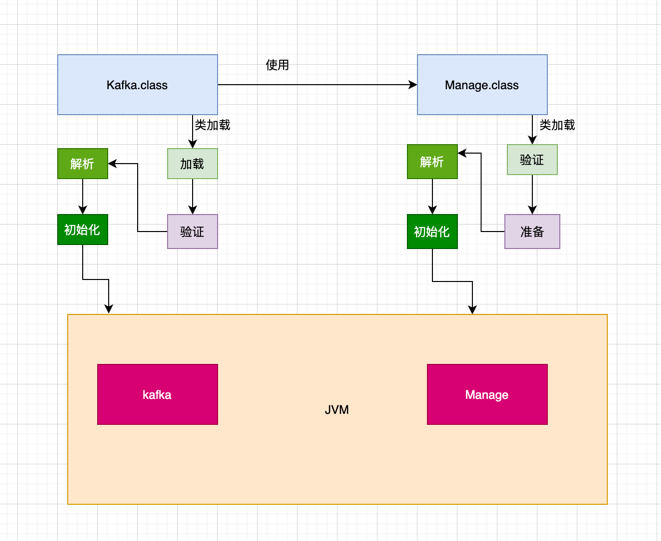 使用
Kafka.class
Manage.class
类加载
类加载
解析
加载
解析
验证
初始化
验证
初始化
准备
kafka
JVM
Manage